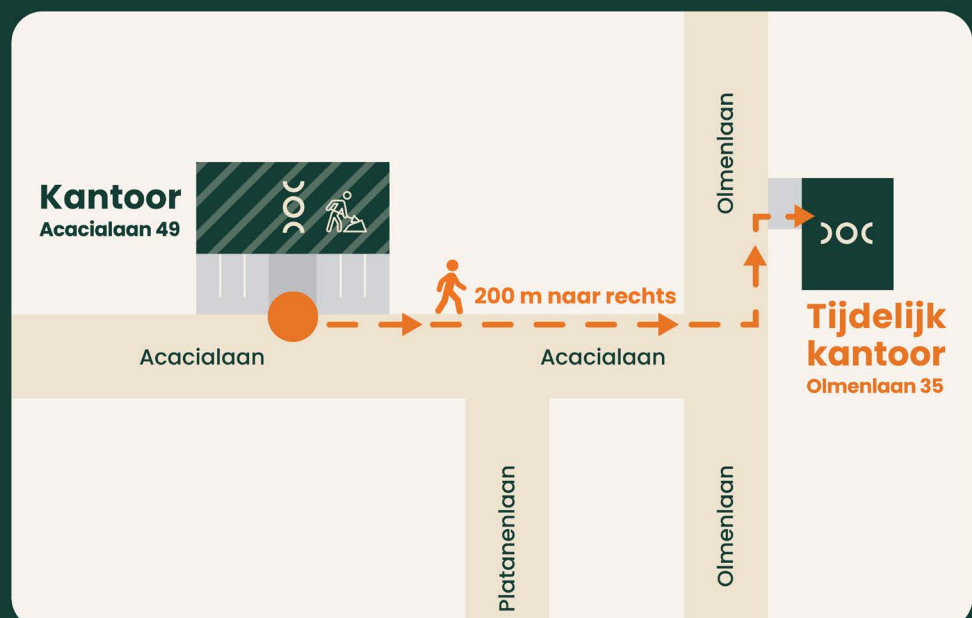 Kantoor
Acacialaan 49
200 m naar rechts
Acacialaan
Acacialaan
Olmenlaan
Tijdelijk
kantoor
Olmenlaan 35
Platanenlaan
Olmenlaan